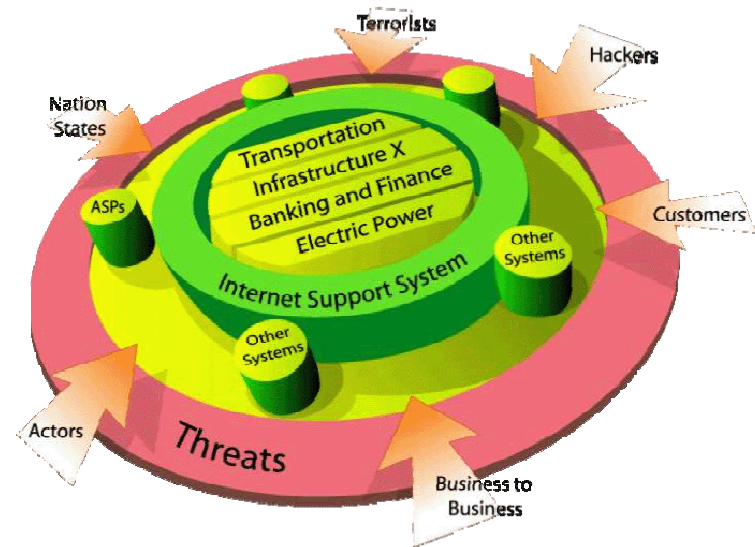 Terrorists
Hackers
Nation
States
Transportation
Infrastructure X
Banking and Finance
Electric Power
ASPs
Customers
Other
Systems
Internet Support System
Other
Systems
Actors
Threats
Business to
Business